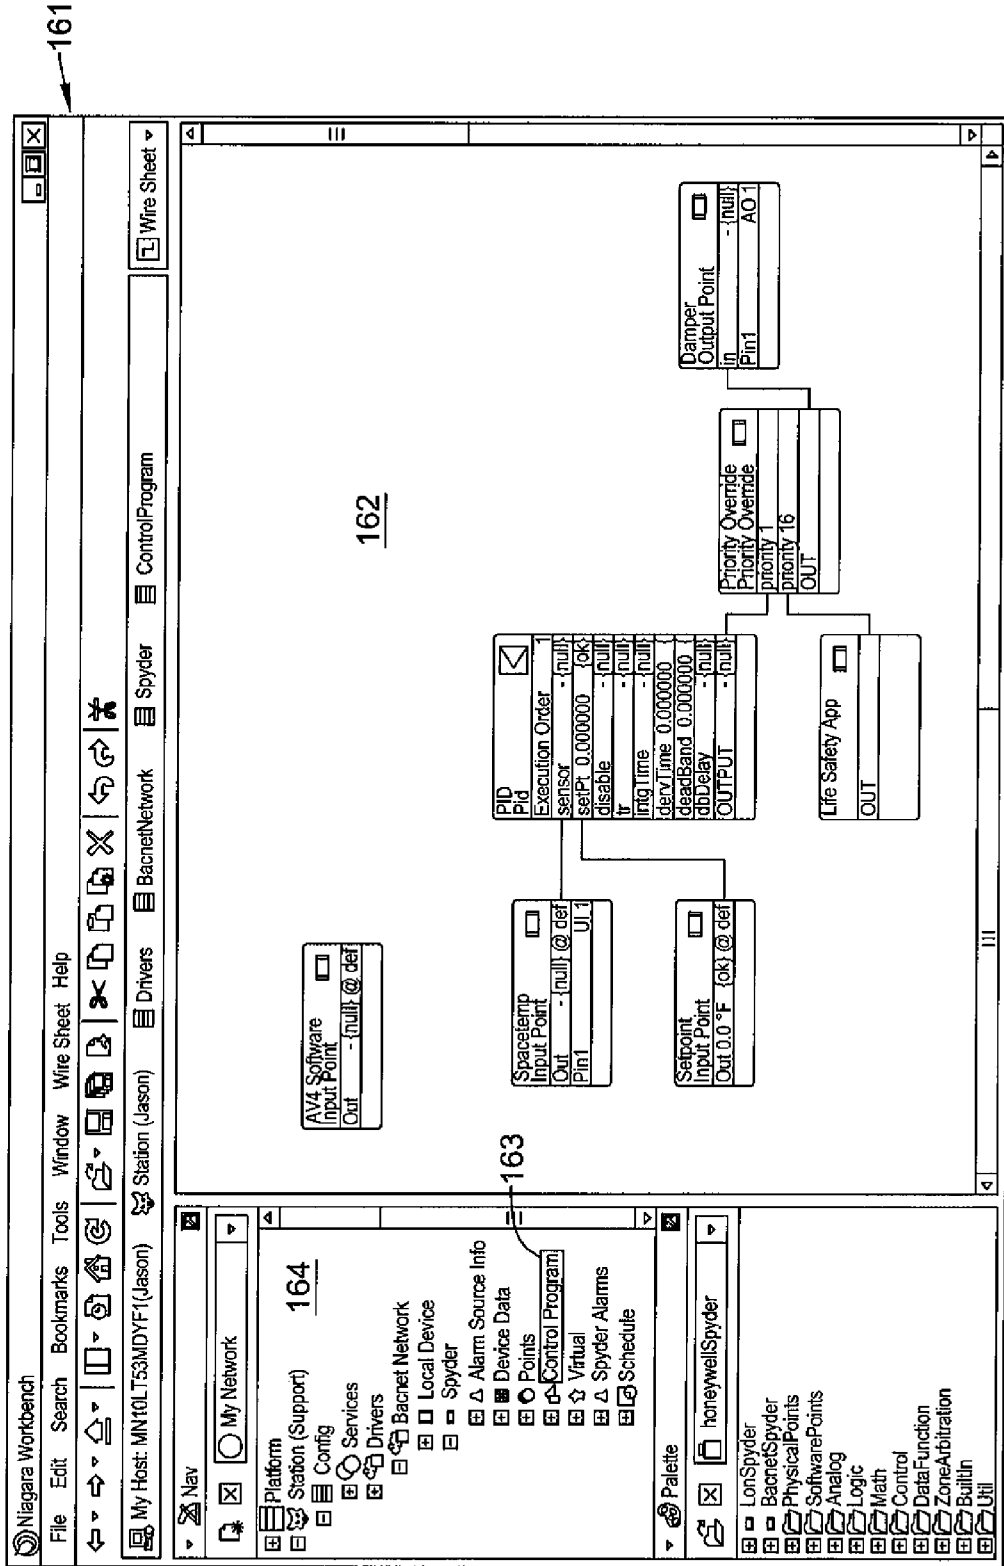 161
Niagara Workbench
File Edit Search Bookmarks Tools Window Wire Sheet Help
My Host: MN10LT53MDYF1(Jason) Station (Jason) Drivers BacnetNetwork Spyder ControlProgram Wire Sheet
Nav
My Network
164
Platform
Station (Support)
Config
Services
Drivers
Bacnet Network
Local Device
Spyder
Alarm Source Info
Device Data
Points
Control Program
Virtual
Spyder Alarms
Schedule
163
Palette
honeywellSpyder
LonSpyder
BacnetSpyder
PhysicalPoints
SoftwarePoints
Analog
Logic
Math
Control
DataFunction
ZoneArbitration
BuiltIn
Util
162
AV4 Software
Input Point
Out - {null} @ def
Spacetemp
Input Point
Out - {null} @ def
Pin1 UI 1
Setpoint
Input Point
Out 0.0 °F {ok} @ def
PID
Pid
Execution Order 1
sensor - {null}
setPt 0.000000 {ok}
disable - {null}
tr - {null}
intgTime - {null}
dervTime 0.000000
deadBand 0.000000
dbDelay - {null}
OUTPUT - {null}
Life Safety App
OUT
Priority Override
Priority Override
priority 1
priority 16
OUT
Damper
Output Point
in - {null}
Pin1 AO 1